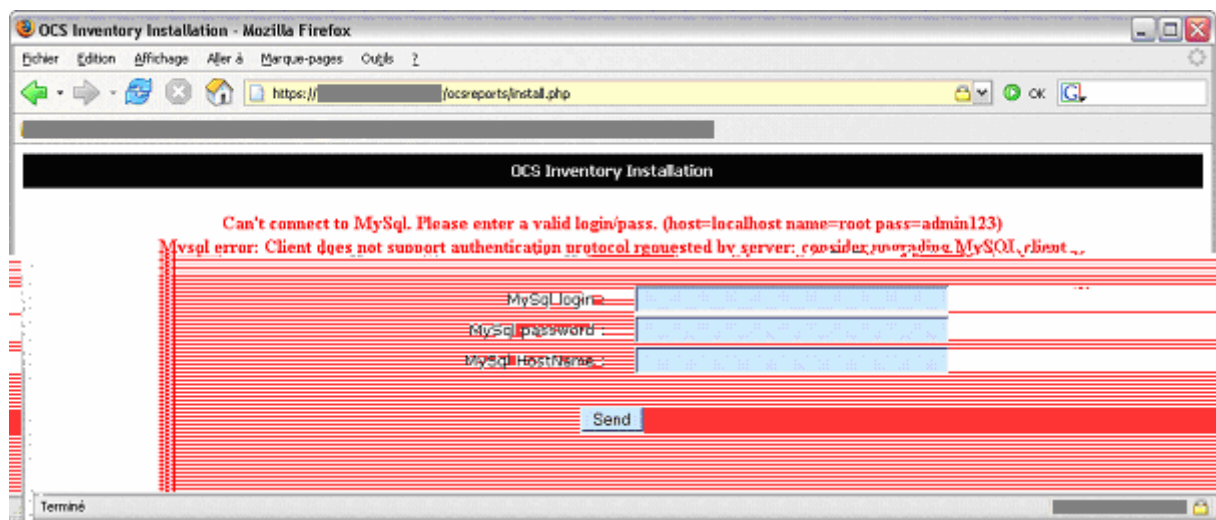 OCS Inventory Installation - Mozilla Firefox
Fichier Edition Affichage Aller à Marque-pages Outils ?
https:// /ocsreports/install.php OK
OCS Inventory Installation
Can't connect to MySql. Please enter a valid login/pass. (host=localhost name=root pass=admin123)
Mysql error: Client does not support authentication protocol requested by server; consider upgrading MySQL client
MySql login :
MySql password :
MySql HostName :
Send
Terminé